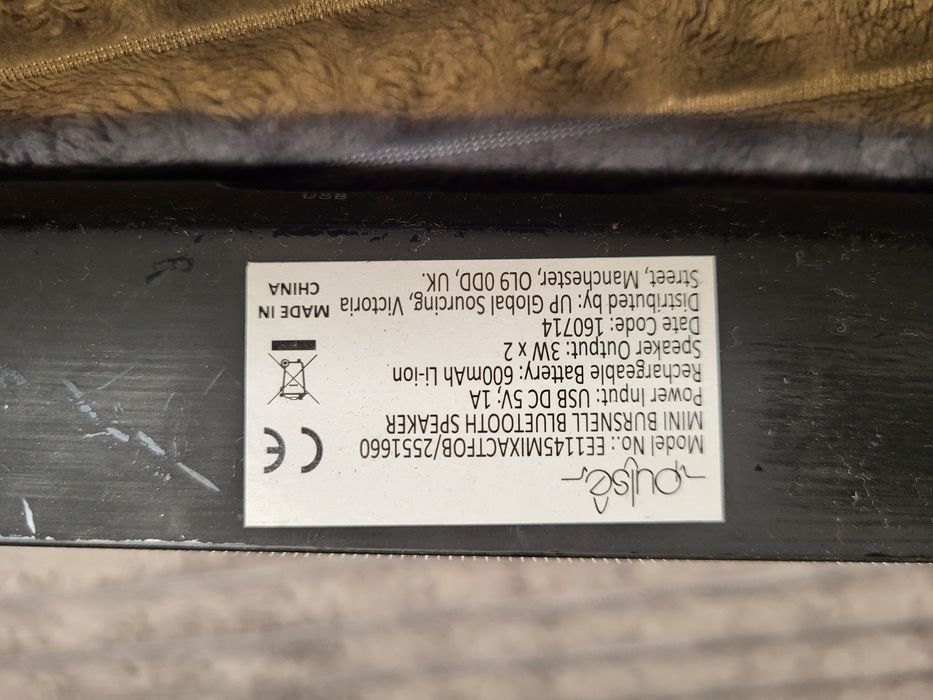 pulse
Model No.: EE1145MIXACTFOB/2551660
MINI BURSNELL BLUETOOTH SPEAKER
Power Input: USB DC 5V; 1A
Rechargeable Battery: 600mAh Li-ion
Speaker Output: 3W x 2
Date Code: 160714
Distributed by: UP Global Sourcing, Victoria
Street, Manchester, OL9 0DD, UK.
CE
MADE IN
CHINA
USB